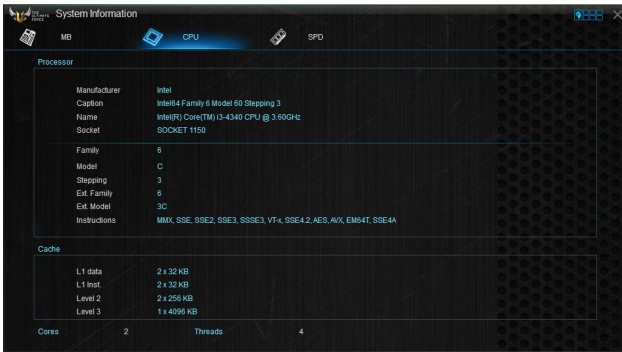 THE ULTIMATE FORCE
System Information
MB
CPU
SPD
Processor
Manufacturer Intel
Caption Intel64 Family 6 Model 60 Stepping 3
Name Intel(R) Core(TM) i3-4340 CPU @ 3.60GHz
Socket SOCKET 1150
Family 6
Model C
Stepping 3
Ext. Family 6
Ext. Model 3C
Instructions MMX, SSE, SSE2, SSE3, SSSE3, VT-x, SSE4.2, AES, AVX, EM64T, SSE4A
Cache
L1 data 2 x 32 KB
L1 Inst. 2 x 32 KB
Level 2 2 x 256 KB
Level 3 1 x 4096 KB
Cores 2 Threads 4